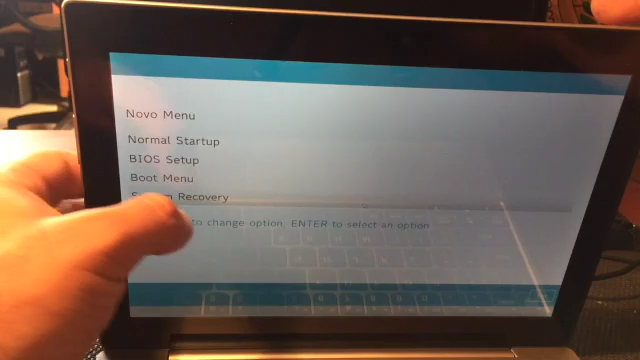 Novo Menu
Normal Startup
BIOS Setup
Boot Menu
Recovery
to change option, ENTER to select an option